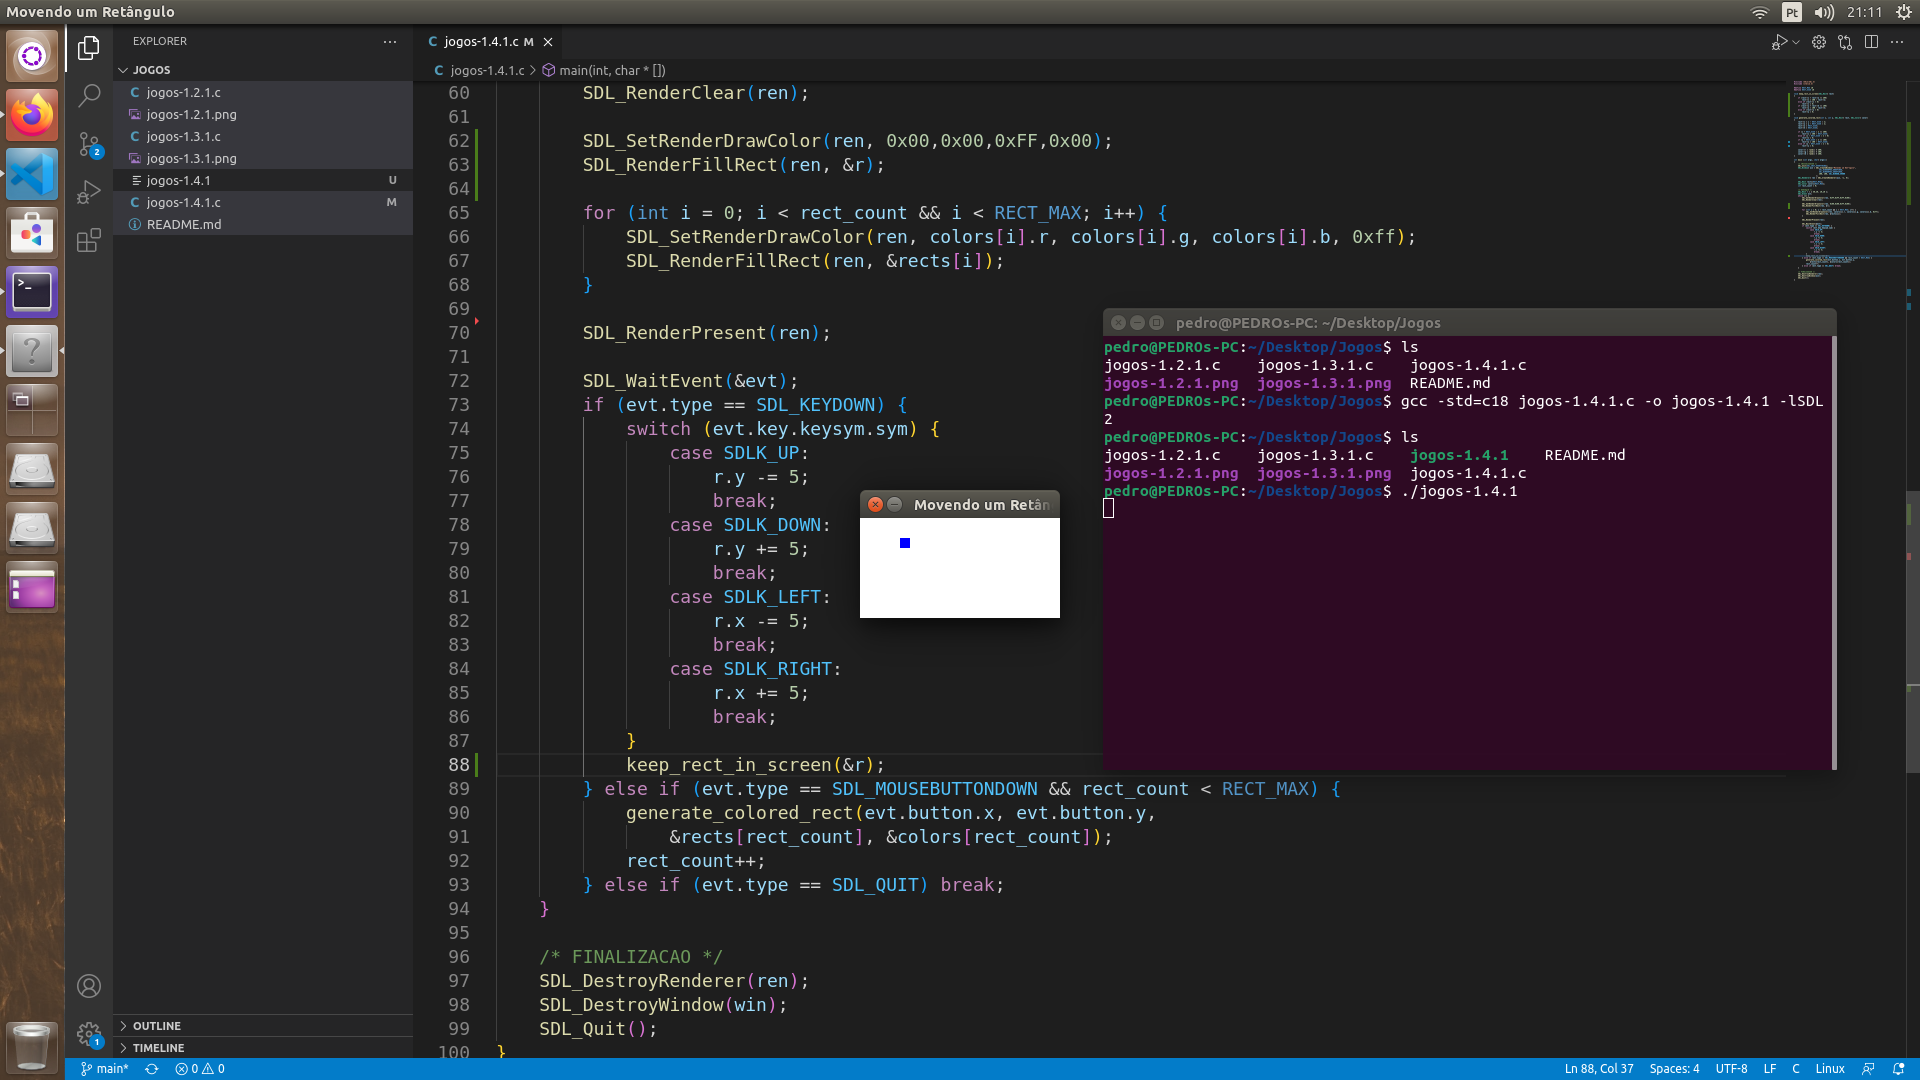 Movendo um Retângulo
Pt
21:11
EXPLORER
JOGOS
jogos-1.2.1.c
jogos-1.2.1.png
jogos-1.3.1.c
jogos-1.3.1.png
jogos-1.4.1 U
jogos-1.4.1.c M
README.md
OUTLINE
TIMELINE
2
1
C jogos-1.4.1.c M
C jogos-1.4.1.c > main(int, char * [])
60 SDL_RenderClear(ren);
61
62 SDL_SetRenderDrawColor(ren, 0x00,0x00,0xFF,0x00);
63 SDL_RenderFillRect(ren, &r);
64
65 for (int i = 0; i < rect_count && i < RECT_MAX; i++) {
66 SDL_SetRenderDrawColor(ren, colors[i].r, colors[i].g, colors[i].b, 0xff);
67 SDL_RenderFillRect(ren, &rects[i]);
68 }
69
70 SDL_RenderPresent(ren);
71
72 SDL_WaitEvent(&evt);
73 if (evt.type == SDL_KEYDOWN) {
74 switch (evt.key.keysym.sym) {
75 case SDLK_UP:
76 r.y -= 5;
77 break;
78 case SDLK_DOWN:
79 r.y += 5;
80 break;
81 case SDLK_LEFT:
82 r.x -= 5;
83 break;
84 case SDLK_RIGHT:
85 r.x += 5;
86 break;
87 }
88 keep_rect_in_screen(&r);
89 } else if (evt.type == SDL_MOUSEBUTTONDOWN && rect_count < RECT_MAX) {
90 generate_colored_rect(evt.button.x, evt.button.y,
91 &rects[rect_count], &colors[rect_count]);
92 rect_count++;
93 } else if (evt.type == SDL_QUIT) break;
94 }
95
96 /* FINALIZACAO */
97 SDL_DestroyRenderer(ren);
98 SDL_DestroyWindow(win);
99 SDL_Quit();
100 }
Movendo um Retân
pedro@PEDROs-PC: ~/Desktop/Jogos
pedro@PEDROs-PC:~/Desktop/Jogos$ ls
jogos-1.2.1.c jogos-1.3.1.c jogos-1.4.1.c
jogos-1.2.1.png jogos-1.3.1.png README.md
pedro@PEDROs-PC:~/Desktop/Jogos$ gcc -std=c18 jogos-1.4.1.c -o jogos-1.4.1 -lSDL
2
pedro@PEDROs-PC:~/Desktop/Jogos$ ls
jogos-1.2.1.c jogos-1.3.1.c jogos-1.4.1 README.md
jogos-1.2.1.png jogos-1.3.1.png jogos-1.4.1.c
pedro@PEDROs-PC:~/Desktop/Jogos$ ./jogos-1.4.1
main* 0 0
Ln 88, Col 37 Spaces: 4 UTF-8 LF C Linux